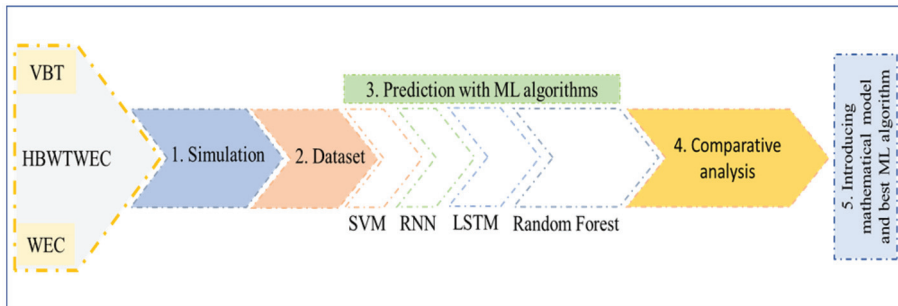 VBT
HBWTWEC
WEC
1. Simulation
2. Dataset
3. Prediction with ML algorithms
SVM
RNN
LSTM
Random Forest
4. Comparative
analysis
5. Introducing
mathematical model
and best ML algorithm